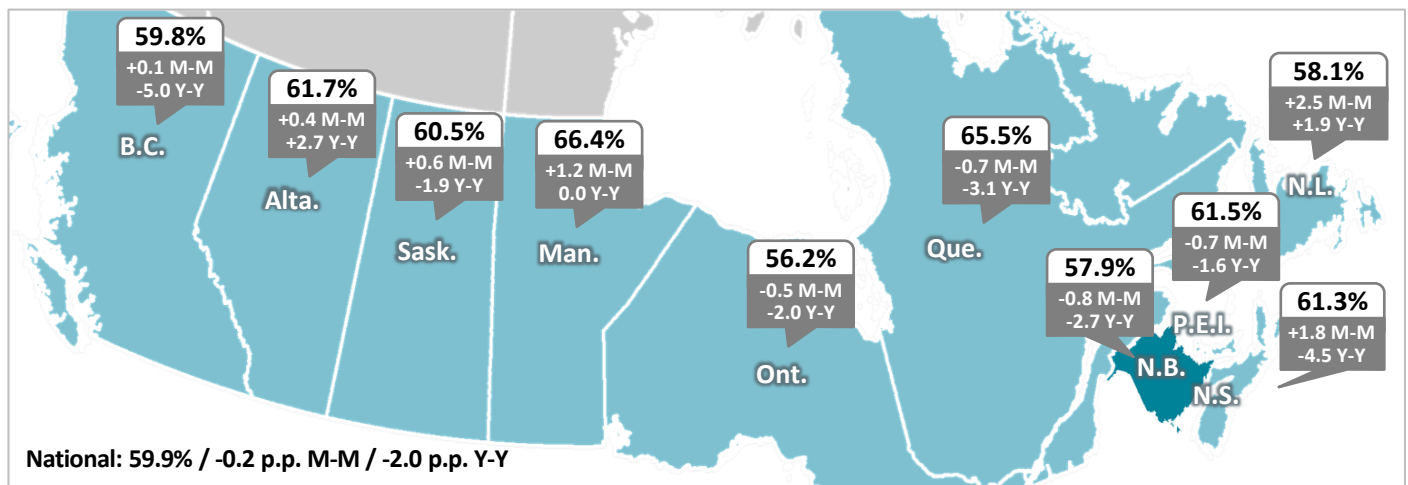 59.8%
+0.1 M-M
-5.0 Y-Y
B.C.
61.7%
+0.4 M-M
+2.7 Y-Y
Alta.
60.5%
+0.6 M-M
-1.9 Y-Y
Sask.
66.4%
+1.2 M-M
0.0 Y-Y
Man.
56.2%
-0.5 M-M
-2.0 Y-Y
Ont.
65.5%
-0.7 M-M
-3.1 Y-Y
Que.
57.9%
-0.8 M-M
-2.7 Y-Y
N.B.
61.5%
-0.7 M-M
-1.6 Y-Y
P.E.I.
58.1%
+2.5 M-M
+1.9 Y-Y
N.L.
61.3%
+1.8 M-M
-4.5 Y-Y
N.S.
National: 59.9% / -0.2 p.p. M-M / -2.0 p.p. Y-Y